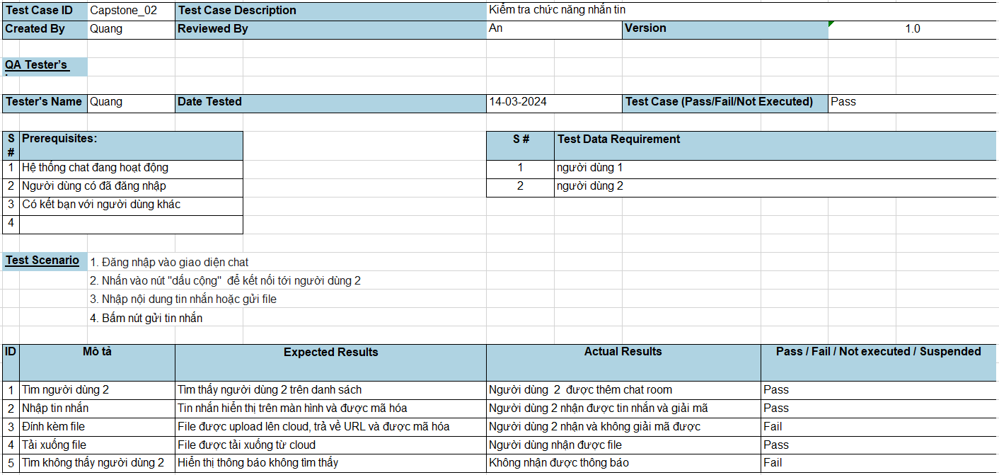 Test Case ID Capstone_02 Test Case Description Kiểm tra chức năng nhắn tin
Created By Quang Reviewed By An Version 1.0
QA Tester’s
Tester's Name Quang Date Tested 14-03-2024 Test Case (Pass/Fail/Not Executed) Pass
S # Prerequisites: S # Test Data Requirement
1 Hệ thống chat đang hoạt động 1 người dùng 1
2 Người dùng có đã đăng nhập 2 người dùng 2
3 Có kết bạn với người dùng khác
4
Test Scenario 1. Đăng nhập vào giao diện chat
2. Nhấn vào nút "dấu cộng" để kết nối tới người dùng 2
3. Nhập nội dung tin nhắn hoặc gửi file
4. Bấm nút gửi tin nhắn
ID Mô tả Expected Results Actual Results Pass / Fail / Not executed / Suspended
1 Tìm người dùng 2 Tìm thấy người dùng 2 trên danh sách Người dùng 2 được thêm chat room Pass
2 Nhập tin nhắn Tin nhắn hiển thị trên màn hình và được mã hóa Người dùng 2 nhận được tin nhắn và giải mã Pass
3 Đính kèm file File được upload lên cloud, trả về URL và được mã hóa Người dùng 2 nhận và không giải mã được Fail
4 Tải xuống file File được tải xuống từ cloud Người dùng nhận được file Pass
5 Tìm không thấy người dùng 2 Hiển thị thông báo không tìm thấy Không nhận được thông báo Fail